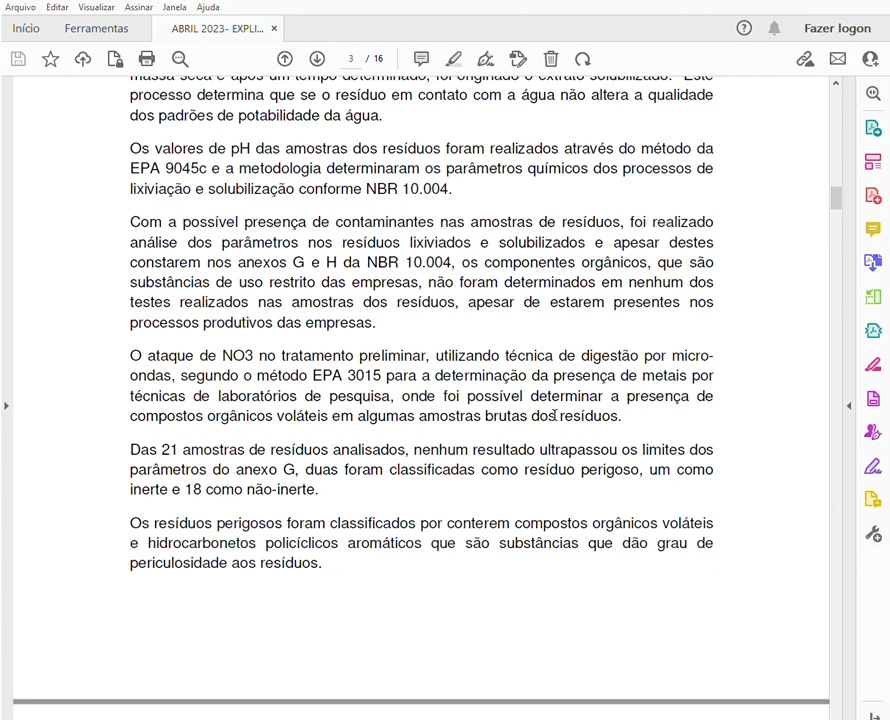 Arquivo Editar Visualizar Assinar Janela Ajuda
Início Ferramentas ABRIL 2023- EXPLI... × Fazer logon
3 / 16
massa seca e após um tempo determinado, foi originado o extrato solubilizado. Este
processo determina que se o resíduo em contato com a água não altera a qualidade
dos padrões de potabilidade da água.
Os valores de pH das amostras dos resíduos foram realizados através do método da
EPA 9045c e a metodologia determinaram os parâmetros químicos dos processos de
lixiviação e solubilização conforme NBR 10.004.
Com a possível presença de contaminantes nas amostras de resíduos, foi realizado
análise dos parâmetros nos resíduos lixiviados e solubilizados e apesar destes
constarem nos anexos G e H da NBR 10.004, os componentes orgânicos, que são
substâncias de uso restrito das empresas, não foram determinados em nenhum dos
testes realizados nas amostras dos resíduos, apesar de estarem presentes nos
processos produtivos das empresas.
O ataque de NO3 no tratamento preliminar, utilizando técnica de digestão por micro-
ondas, segundo o método EPA 3015 para a determinação da presença de metais por
técnicas de laboratórios de pesquisa, onde foi possível determinar a presença de
compostos orgânicos voláteis em algumas amostras brutas dos resíduos.
Das 21 amostras de resíduos analisados, nenhum resultado ultrapassou os limites dos
parâmetros do anexo G, duas foram classificadas como resíduo perigoso, um como
inerte e 18 como não-inerte.
Os resíduos perigosos foram classificados por conterem compostos orgânicos voláteis
e hidrocarbonetos policíclicos aromáticos que são substâncias que dão grau de
periculosidade aos resíduos.